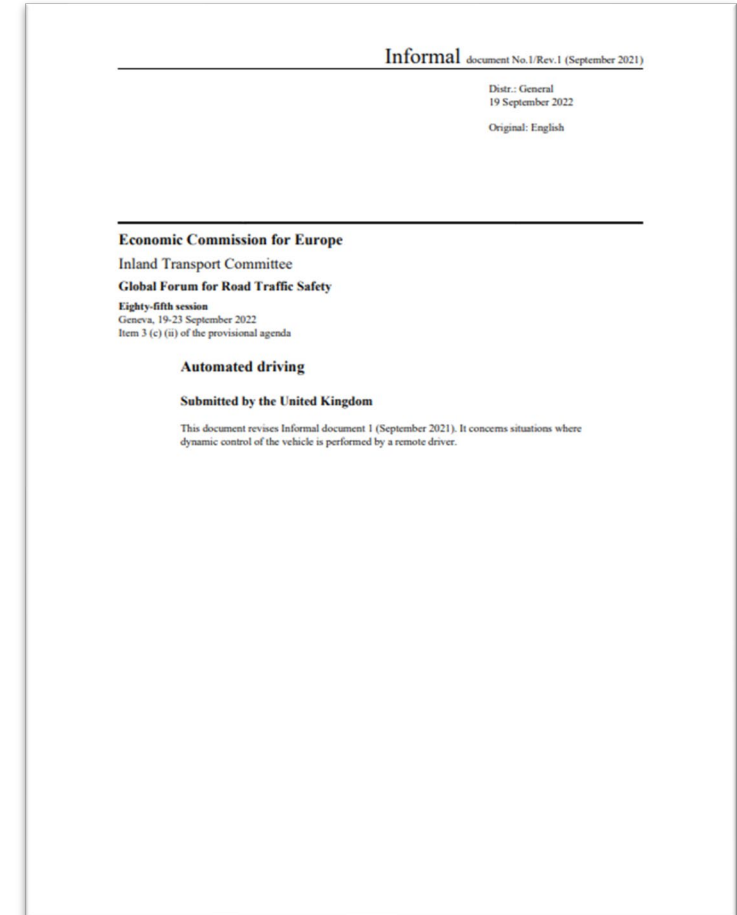 Informal document No.1/Rev.1 (September 2021)
Distr.: General
19 September 2022
Original: English
Economic Commission for Europe
Inland Transport Committee
Global Forum for Road Traffic Safety
Eighty-fifth session
Geneva, 19-23 September 2022
Item 3 (c) (ii) of the provisional agenda
Automated driving
Submitted by the United Kingdom
This document revises Informal document 1 (September 2021). It concerns situations where
dynamic control of the vehicle is performed by a remote driver.